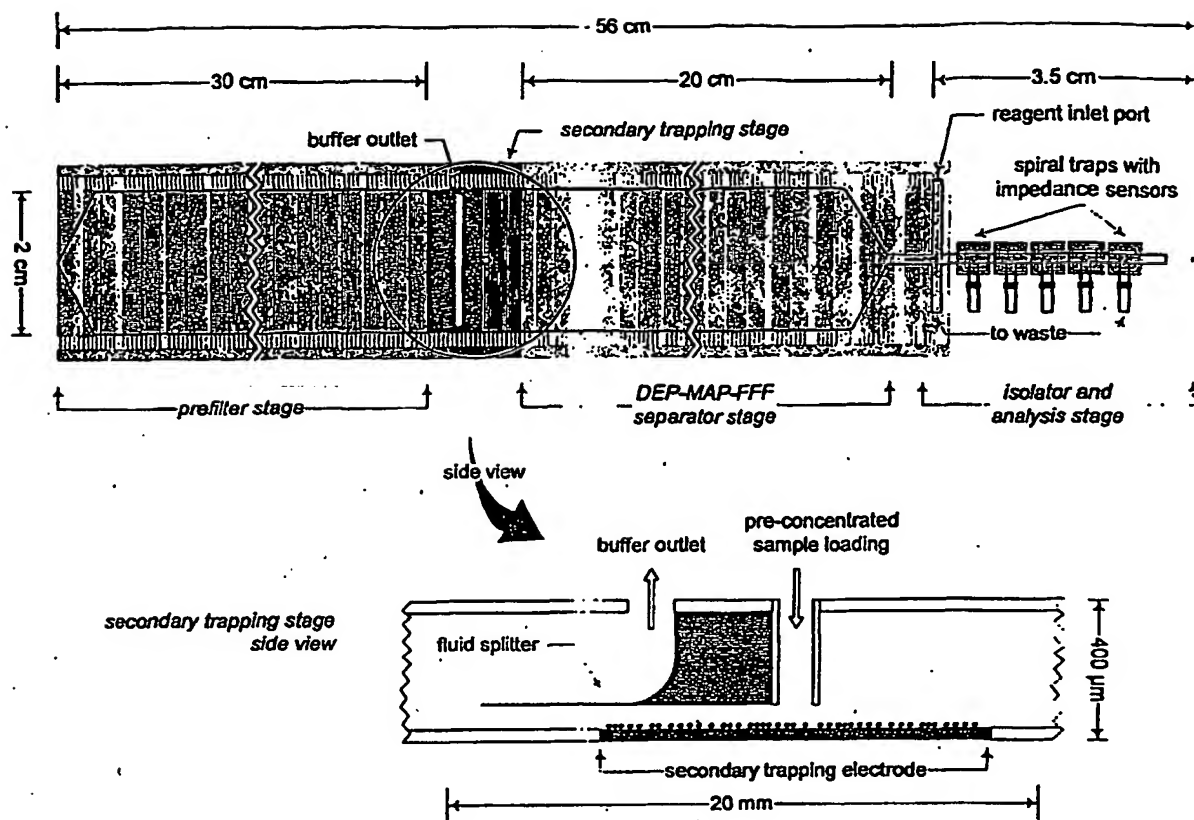 56 cm
30 cm
20 cm
3.5 cm
reagent inlet port
buffer outlet
secondary trapping stage
spiral traps with
impedance sensors
2 cm
to waste
prefilter stage
DEP-MAP-FFF
separator stage
isolator and
analysis stage
side view
buffer outlet
pre-concentrated
sample loading
secondary trapping stage
side view
fluid splitter
400 µm
secondary trapping electrode
20 mm